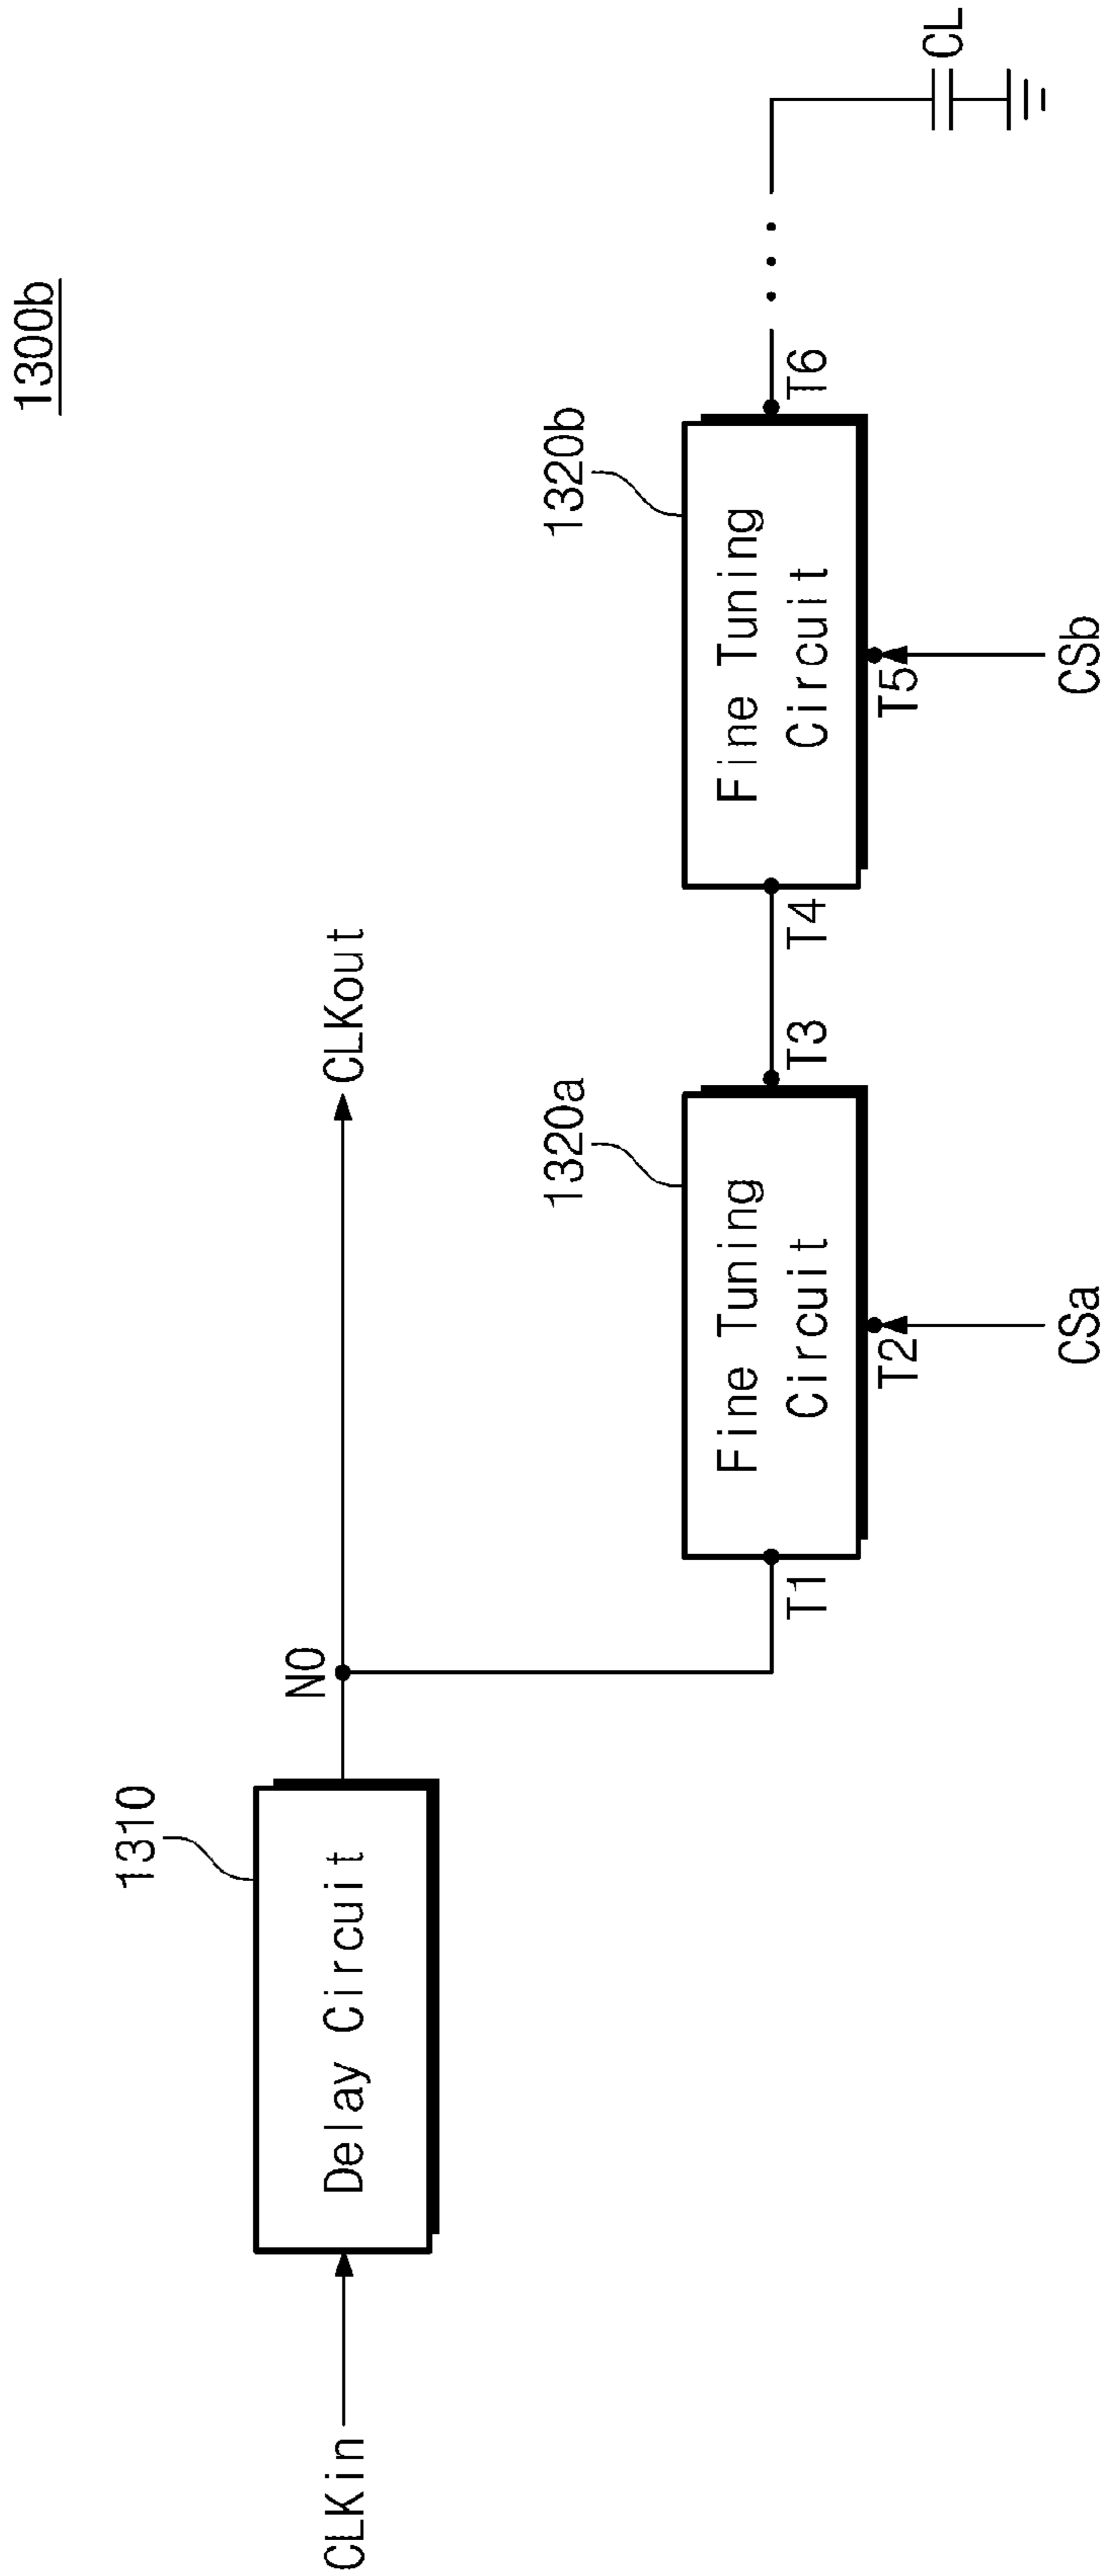 1300b
1310
CLKin
Delay Circuit
N0
CLKout
1320a
1320b
Fine Tuning
Circuit
Fine Tuning
Circuit
T1
T2
T3
T4
T5
T6
CSa
CSb
CL